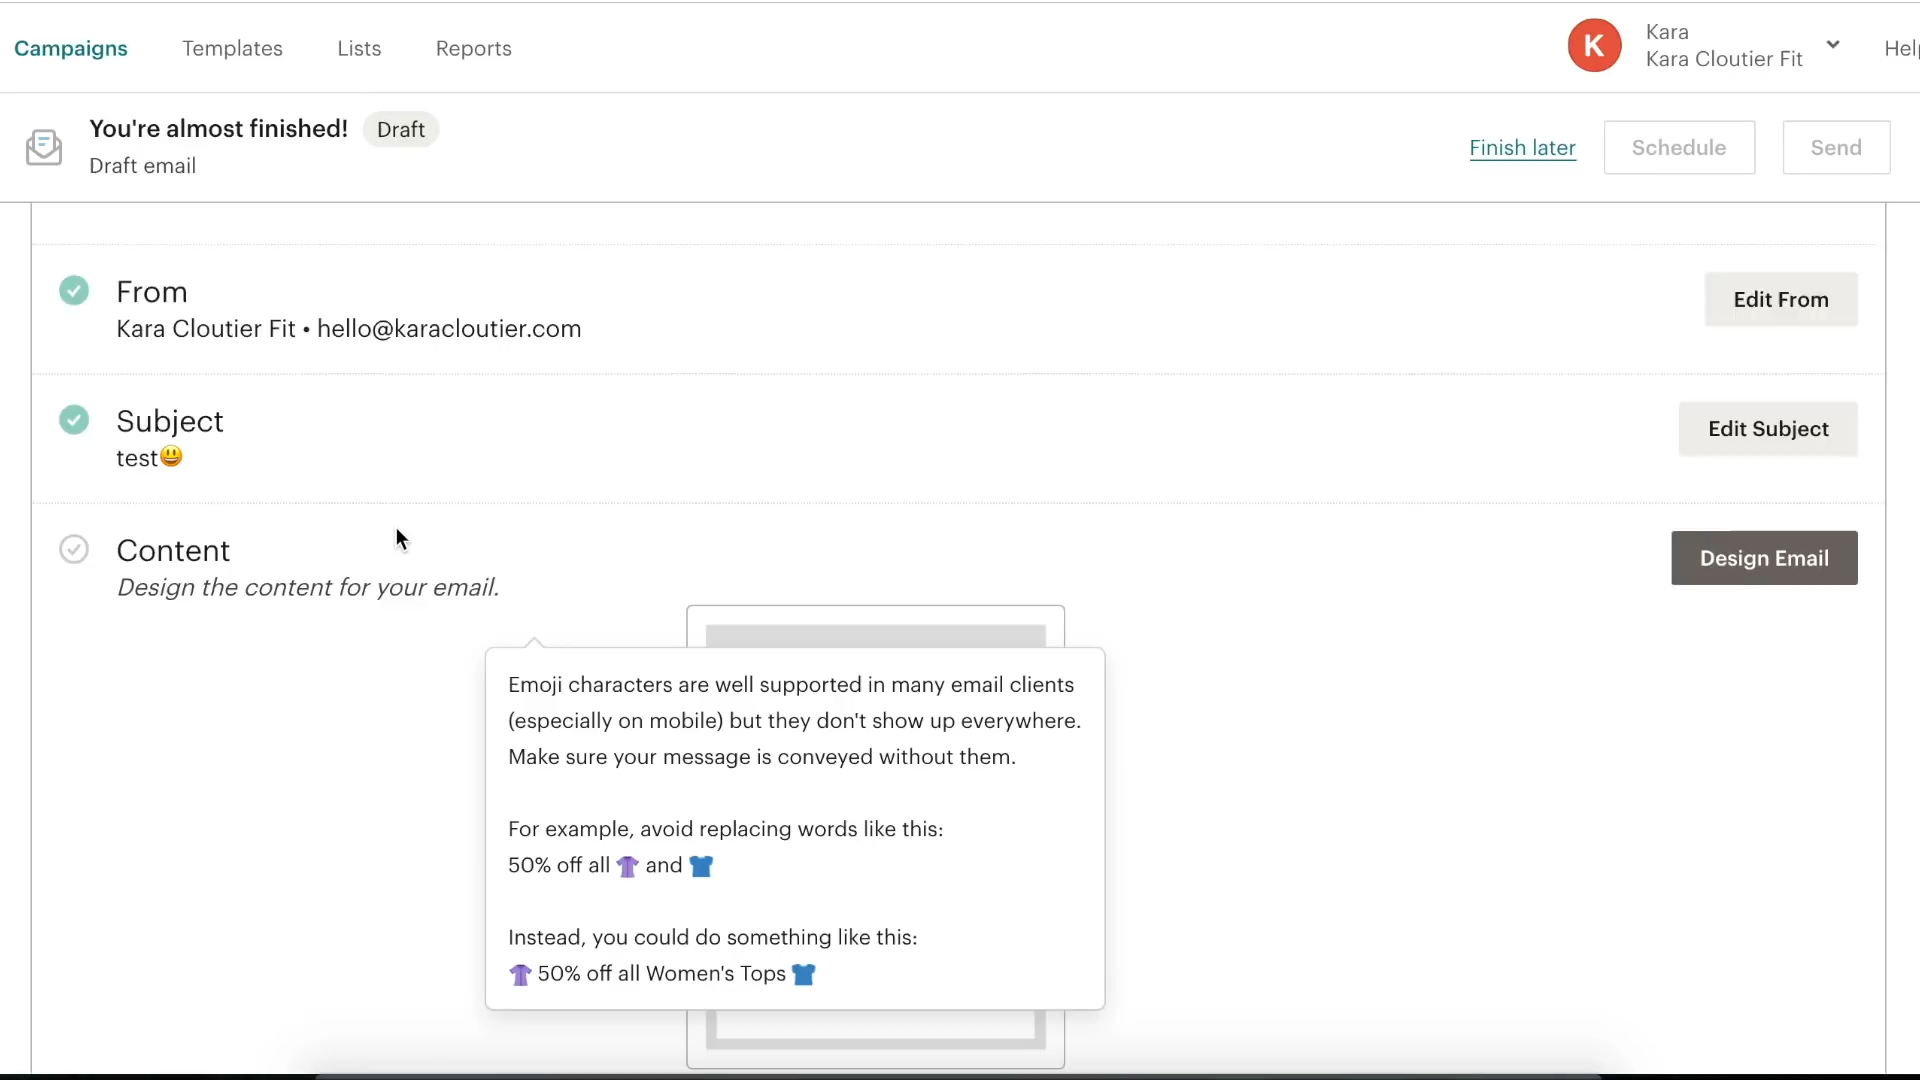 Campaigns Templates Lists Reports
K
Kara
Kara Cloutier Fit
Hel
You're almost finished! Draft
Draft email
Finish later Schedule Send
From
Kara Cloutier Fit • hello@karacloutier.com
Edit From
Subject
test😃
Edit Subject
Content
Design the content for your email.
Design Email
Emoji characters are well supported in many email clients
(especially on mobile) but they don't show up everywhere.
Make sure your message is conveyed without them.
For example, avoid replacing words like this:
50% off all 👚 and 👕
Instead, you could do something like this:
👚 50% off all Women's Tops 👕